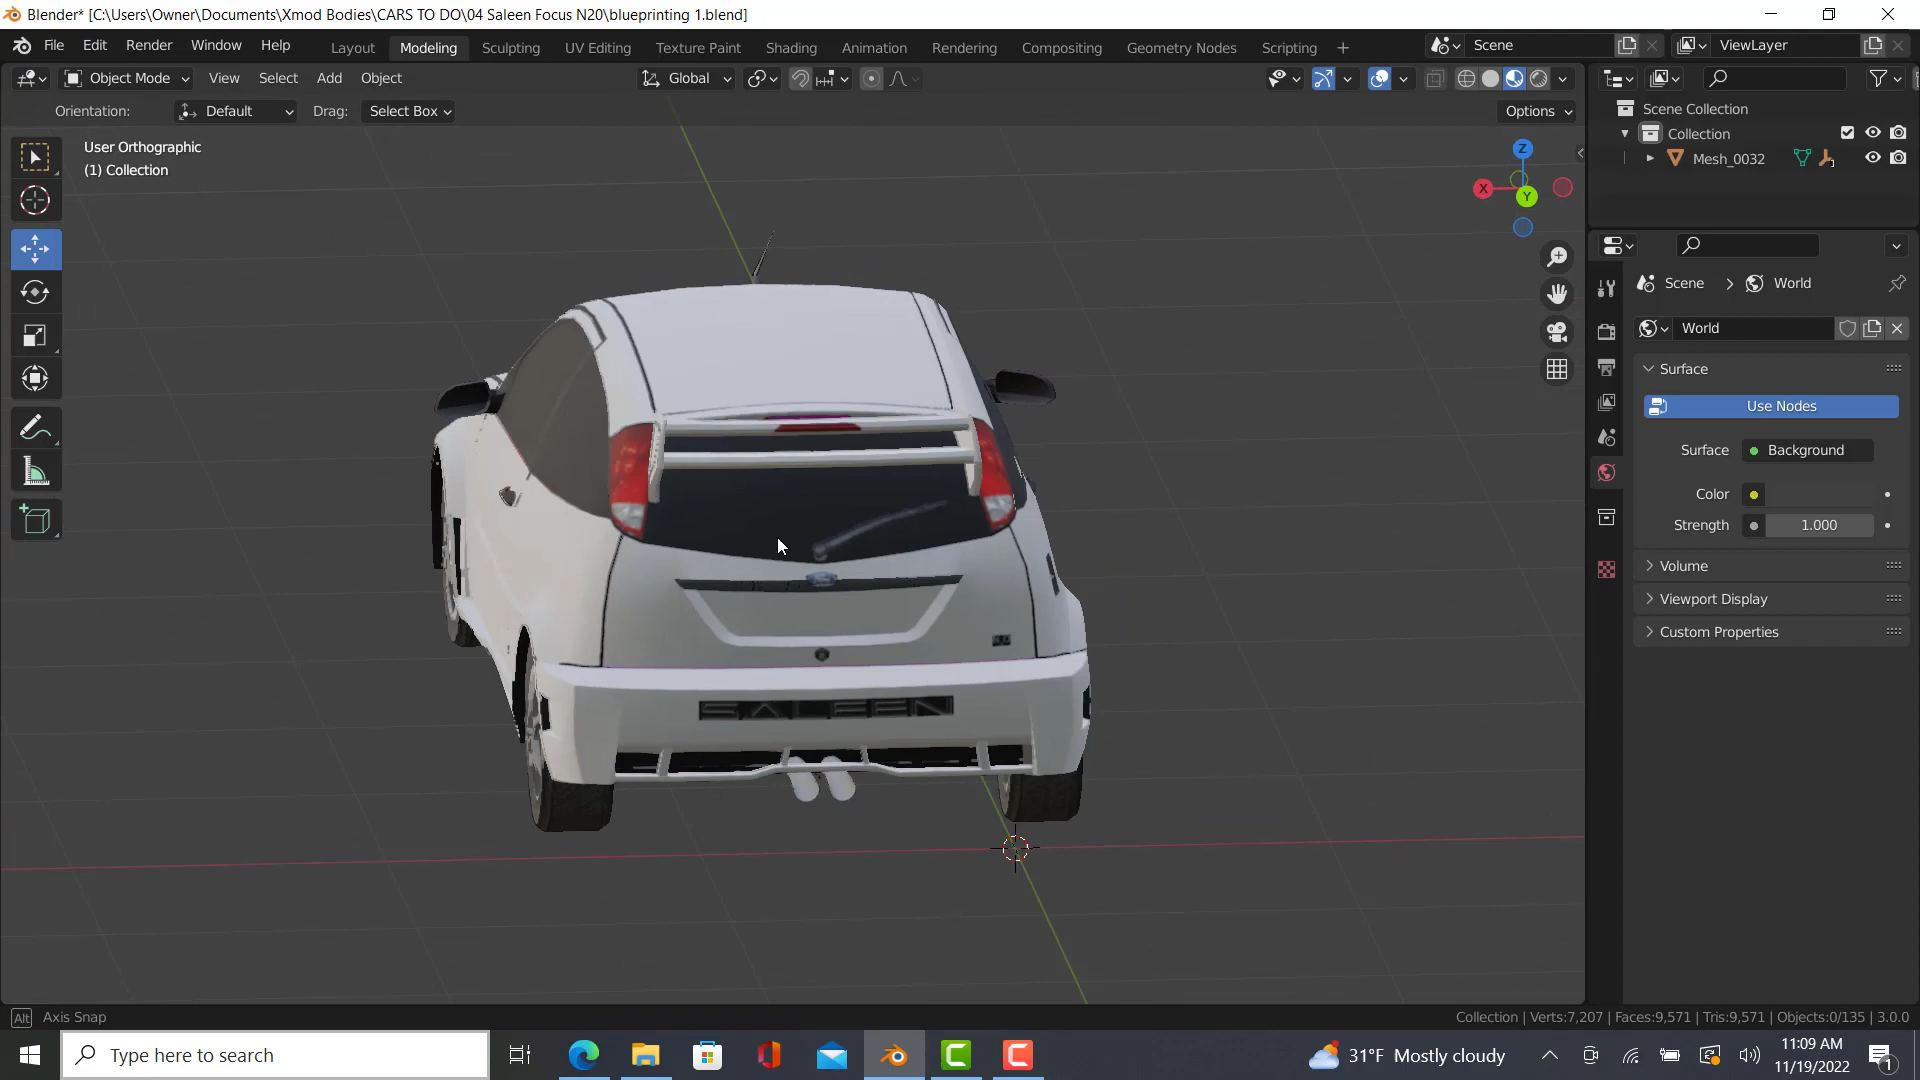 Blender* [C:\Users\Owner\Documents\Xmod Bodies\CARS TO DO\04 Saleen Focus N20\blueprinting 1.blend]
File Edit Render Window Help Layout Modeling Sculpting UV Editing Texture Paint Shading Animation Rendering Compositing Geometry Nodes Scripting + Scene ViewLayer
Object Mode View Select Add Object Global
Orientation: Default Drag: Select Box Options
Scene Collection
Collection
Mesh_0032
User Orthographic
(1) Collection
Z
X
Y
Scene > World
World
Surface
Use Nodes
Surface Background
Color
Strength 1.000
Volume
Viewport Display
Custom Properties
SALEEN
Alt Axis Snap
Collection | Verts:7,207 | Faces:9,571 | Tris:9,571 | Objects:0/135 | 3.0.0
Type here to search
31°F Mostly cloudy
11:09 AM
11/19/2022
1